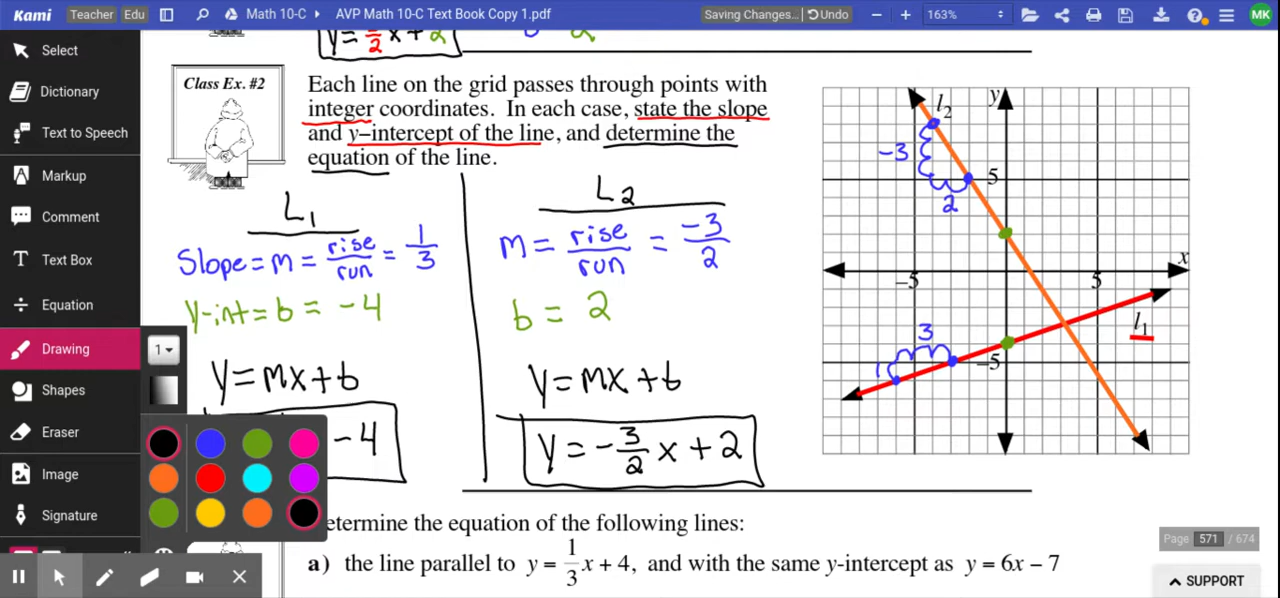 Kami Teacher Edu Math 10-C AVP Math 10-C Text Book Copy 1.pdf Saving Changes... Undo 163% MK
y = 5/2 x + 2
Select
Dictionary
Text to Speech
Markup
Comment
Text Box
Equation
Drawing
Shapes
Eraser
Image
Signature
1
Class Ex. #2
Each line on the grid passes through points with
integer coordinates. In each case, state the slope
and y–intercept of the line, and determine the
equation of the line.
L1
Slope = m = rise/run = 1/3
y-int = b = -4
y = mx + b
- 4
L2
m = rise/run = -3/2
b = 2
y = mx + b
y = -3/2 x + 2
l2
y
-3
2
5
x
-5
5
3
1
-5
l1
etermine the equation of the following lines:
a) the line parallel to y = 1/3 x + 4, and with the same y-intercept as y = 6x – 7
Page 571 / 674
SUPPORT